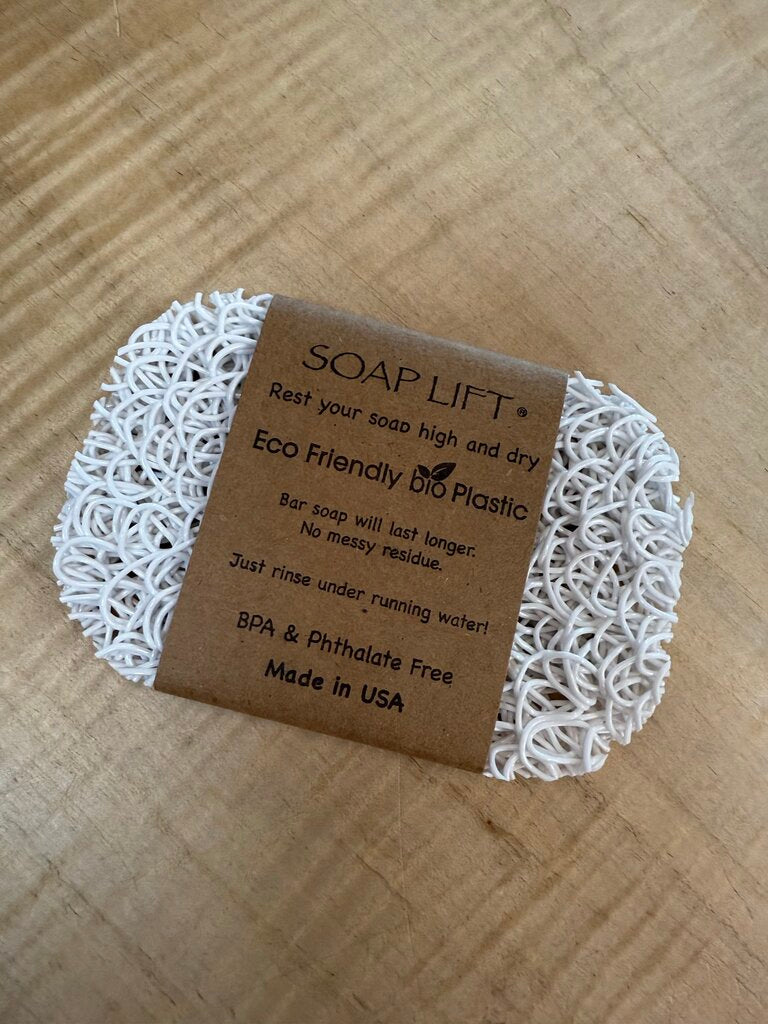 SOAP LIFT®
Rest your soap high and dry
Eco Friendly bio Plastic
Bar soap will last longer.
No messy residue.
Just rinse under running water!
BPA & Phthalate Free
Made in USA